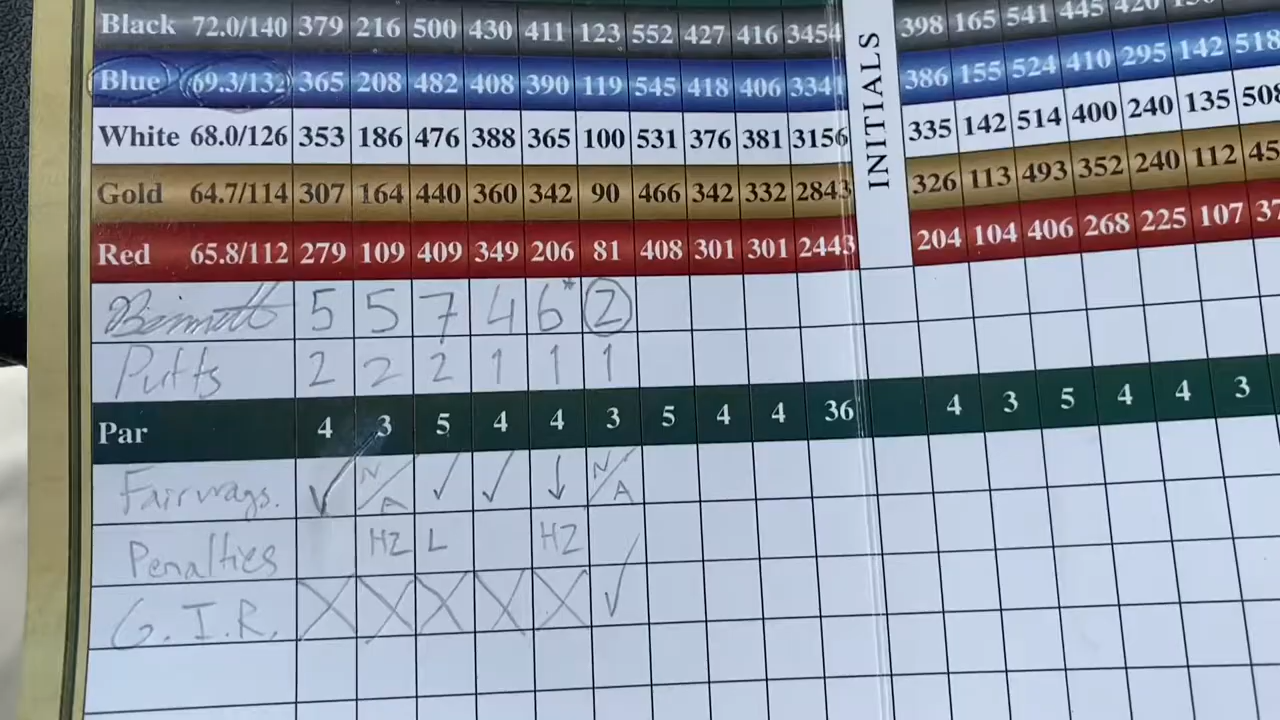 Black 72.0/140 379 216 500 430 411 123 552 427 416 3454 398 165 541 445 420
Blue 69.3/132 365 208 482 408 390 119 545 418 406 3341 386 155 524 410 295 142 518
White 68.0/126 353 186 476 388 365 100 531 376 381 3156 335 142 514 400 240 135 508
Gold 64.7/114 307 164 440 360 342 90 466 342 332 2843 326 113 493 352 240 112 45
Red 65.8/112 279 109 409 349 206 81 408 301 301 2443 204 104 406 268 225 107 37
INITIALS
Bennett 5 5 7 4 6* 2
Putts 2 2 2 1 1 1
Par 4 3 5 4 4 3 5 4 4 36 4 3 5 4 4 3
Fairways. ✓ N/A ✓ ✓ ↓ N/A
Penalties HZ L HZ
G.I.R. X X X X X ✓